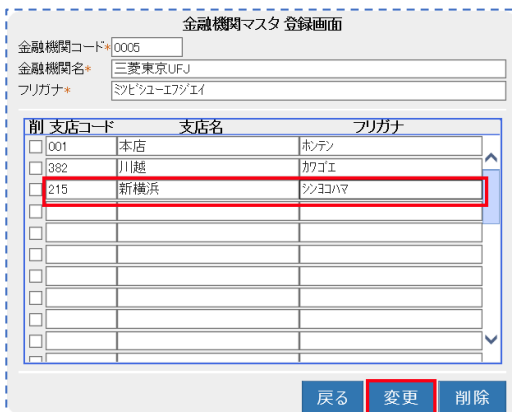 金融機関マスタ 登録画面
金融機関コード* 0005
金融機関名* 三菱東京UFJ
フリガナ* ミツビシユーエフジエイ
削 支店コード 支店名 フリガナ
001 本店 ホンテン
382 川越 カワゴエ
215 新横浜 シンヨコハマ
戻る 変更 削除